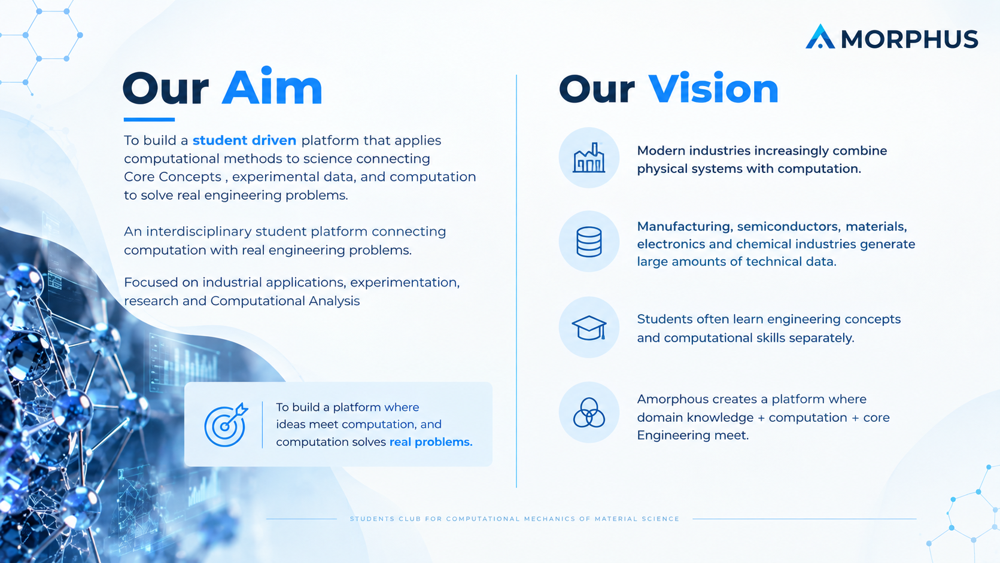 AMORPHUS
Our Aim
To build a student driven platform that applies
computational methods to science connecting
Core Concepts , experimental data, and computation
to solve real engineering problems.
An interdisciplinary student platform connecting
computation with real engineering problems.
Focused on industrial applications, experimentation,
research and Computational Analysis
To build a platform where
ideas meet computation, and
computation solves real problems.
Our Vision
Modern industries increasingly combine
physical systems with computation.
Manufacturing, semiconductors, materials,
electronics and chemical industries generate
large amounts of technical data.
Students often learn engineering concepts
and computational skills separately.
Amorphous creates a platform where
domain knowledge + computation + core
Engineering meet.
STUDENTS CLUB FOR COMPUTATIONAL MECHANICS OF MATERIAL SCIENCE